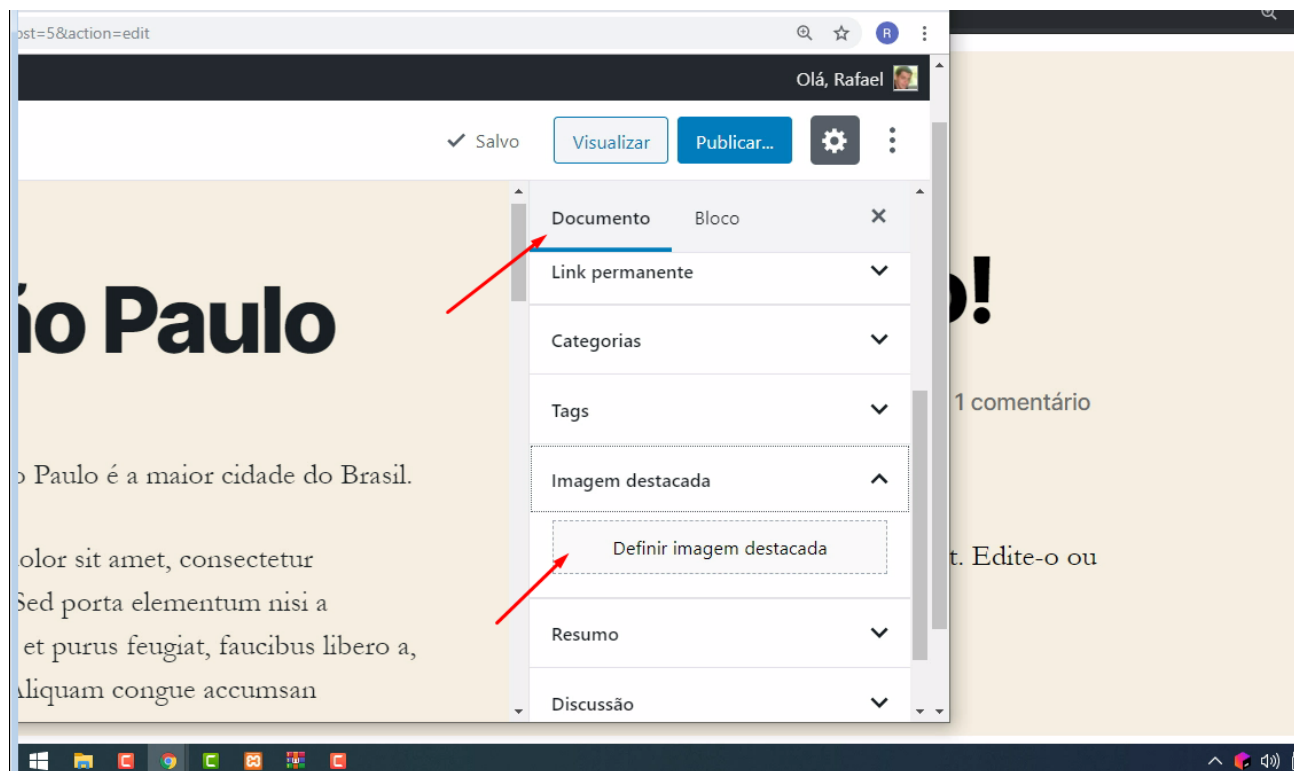 ost=5&action=edit
R
Olá, Rafael
Salvo
Visualizar
Publicar...
Documento
Bloco
Link permanente
Categorias
Tags
Imagem destacada
Definir imagem destacada
Resumo
Discussão
ão Paulo
o Paulo é a maior cidade do Brasil.
olor sit amet, consectetur
Sed porta elementum nisi a
et purus feugiat, faucibus libero a,
Aliquam congue accumsan
o!
1 comentário
t. Edite-o ou